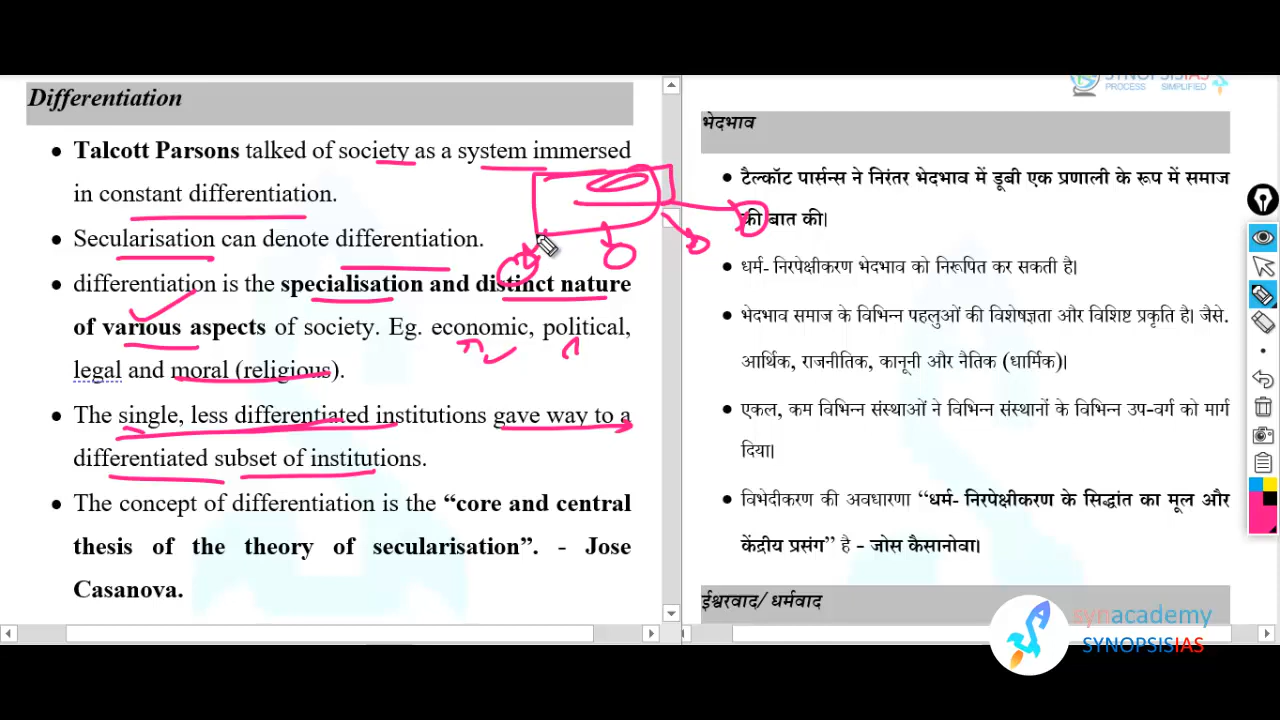 Differentiation
• Talcott Parsons talked of society as a system immersed
in constant differentiation.
• Secularisation can denote differentiation.
• differentiation is the specialisation and distinct nature
of various aspects of society. Eg. economic, political,
legal and moral (religious).
• The single, less differentiated institutions gave way to a
differentiated subset of institutions.
• The concept of differentiation is the “core and central
thesis of the theory of secularisation”. - Jose
Casanova.
SYNOPSISIAS
PROCESS SIMPLIFIED
भेदभाव
• टैल्कॉट पार्सन्स ने निरंतर भेदभाव में डूबी एक प्रणाली के रूप में समाज
की बात की।
• धर्म- निरपेक्षीकरण भेदभाव को निरूपित कर सकती है।
• भेदभाव समाज के विभिन्न पहलुओं की विशेषज्ञता और विशिष्ट प्रकृति है। जैसे.
आर्थिक, राजनीतिक, कानूनी और नैतिक (धार्मिक)।
• एकल, कम विभिन्न संस्थाओं ने विभिन्न संस्थानों के विभिन्न उप-वर्ग को मार्ग
दिया।
• विभेदीकरण की अवधारणा “धर्म- निरपेक्षीकरण के सिद्धांत का मूल और
केंद्रीय प्रसंग” है - जोस कैसानोवा।
ईश्वरवाद/ धर्मवाद
synacademy
SYNOPSISIAS